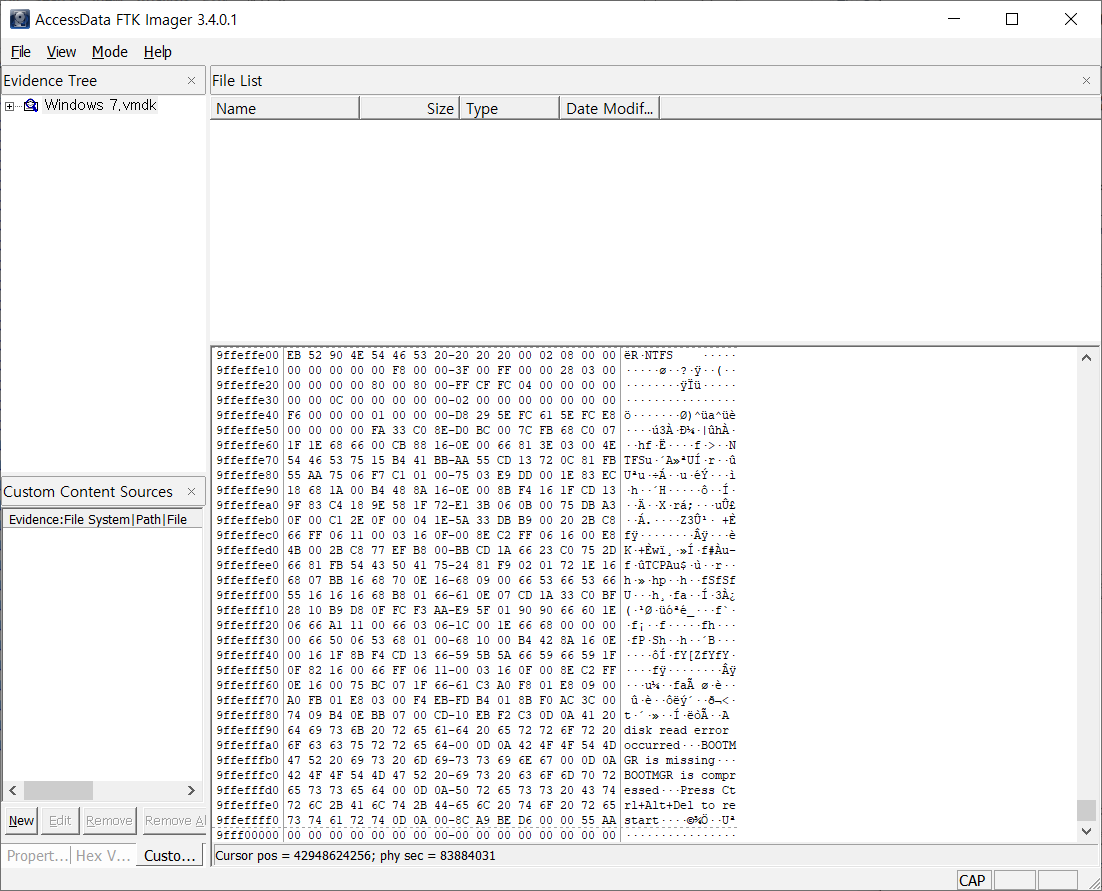 AccessData FTK Imager 3.4.0.1
File View Mode Help
Evidence Tree
Windows 7.vmdk
File List
Name Size Type Date Modif...
Custom Content Sources
Evidence:File System|Path|File
New Edit Remove Remove Al
Propert... Hex V... Custo...
9ffeffe00 EB 52 90 4E 54 46 53 20-20 20 20 00 02 08 00 00 ëR·NTFS    ·····
9ffeffe10 00 00 00 00 00 F8 00 00-3F 00 FF 00 00 28 03 00 ·····ø··?·ÿ··(··
9ffeffe20 00 00 00 00 80 00 80 00-FF CF FC 04 00 00 00 00 ········ÿÏü·····
9ffeffe30 00 00 0C 00 00 00 00 00-02 00 00 00 00 00 00 00 ················
9ffeffe40 F6 00 00 00 01 00 00 00-D8 29 5E FC 61 5E FC E8 ö·······Ø)^üa^üè
9ffeffe50 00 00 00 00 FA 33 C0 8E-D0 BC 00 7C FB 68 C0 07 ····ú3À·Ð¼·|ûhÀ·
9ffeffe60 1F 1E 68 66 00 CB 88 16-0E 00 66 81 3E 03 00 4E ··hf·Ë····f·>··N
9ffeffe70 54 46 53 75 15 B4 41 BB-AA 55 CD 13 72 0C 81 FB TFSu·´A»ªUÍ·r··û
9ffeffe80 55 AA 75 06 F7 C1 01 00-75 03 E9 DD 00 1E 83 EC Uªu·÷Á··u·éÝ···ì
9ffeffe90 18 68 1A 00 B4 48 8A 16-0E 00 8B F4 16 1F CD 13 ·h··´H·····ô··Í·
9ffeffea0 9F 83 C4 18 9E 58 1F 72-E1 3B 06 0B 00 75 DB A3 ··Ä··X·rá;···uÛ£
9ffeffeb0 0F 00 C1 2E 0F 00 04 1E-5A 33 DB B9 00 20 2B C8 ··Á.····Z3Û¹· +È
9ffeffec0 66 FF 06 11 00 03 16 0F-00 8E C2 FF 06 16 00 E8 fÿ········Âÿ···è
9ffeffed0 4B 00 2B C8 77 EF B8 00-BB CD 1A 66 23 C0 75 2D K·+Èwï¸·»Í·f#Àu-
9ffeffee0 66 81 FB 54 43 50 41 75-24 81 F9 02 01 72 1E 16 f·ûTCPAu$·ù··r··
9ffeffef0 68 07 BB 16 68 70 0E 16-68 09 00 66 53 66 53 66 h·»·hp··h··fSfSf
9ffefff00 55 16 16 16 68 B8 01 66-61 0E 07 CD 1A 33 C0 BF U···h¸·fa··Í·3À¿
9ffefff10 28 10 B9 D8 0F FC F3 AA-E9 5F 01 90 90 66 60 1E (·¹Ø·üóªé_···f`·
9ffefff20 06 66 A1 11 00 66 03 06-1C 00 1E 66 68 00 00 00 ·f¡··f·····fh···
9ffefff30 00 66 50 06 53 68 01 00-68 10 00 B4 42 8A 16 0E ·fP·Sh··h··´B···
9ffefff40 00 16 1F 8B F4 CD 13 66-59 5B 5A 66 59 66 59 1F ····ôÍ·fY[ZfYfY·
9ffefff50 0F 82 16 00 66 FF 06 11-00 03 16 0F 00 8E C2 FF ····fÿ········Âÿ
9ffefff60 0E 16 00 75 BC 07 1F 66-61 C3 A0 F8 01 E8 09 00 ···u¼··faÃ ø·è··
9ffefff70 A0 FB 01 E8 03 00 F4 EB-FD B4 01 8B F0 AC 3C 00  û·è··ôëý´··ð¬<·
9ffefff80 74 09 B4 0E BB 07 00 CD-10 EB F2 C3 0D 0A 41 20 t·´·»··Í·ëòÃ··A
9ffefff90 64 69 73 6B 20 72 65 61-64 20 65 72 72 6F 72 20 disk read error
9ffefffa0 6F 63 63 75 72 72 65 64-00 0D 0A 42 4F 4F 54 4D occurred···BOOTM
9ffefffb0 47 52 20 69 73 20 6D 69-73 73 69 6E 67 00 0D 0A GR is missing···
9ffefffc0 42 4F 4F 54 4D 47 52 20-69 73 20 63 6F 6D 70 72 BOOTMGR is compr
9ffefffd0 65 73 73 65 64 00 0D 0A-50 72 65 73 73 20 43 74 essed···Press Ct
9ffefffe0 72 6C 2B 41 6C 74 2B 44-65 6C 20 74 6F 20 72 65 rl+Alt+Del to re
9ffeffff0 73 74 61 72 74 0D 0A 00-8C A9 BE D6 00 00 55 AA start····©¾Ö··Uª
9fff00000 00 00 00 00 00 00 00 00-00 00 00 00 00 00 00 00 ················
Cursor pos = 42948624256; phy sec = 83884031
CAP